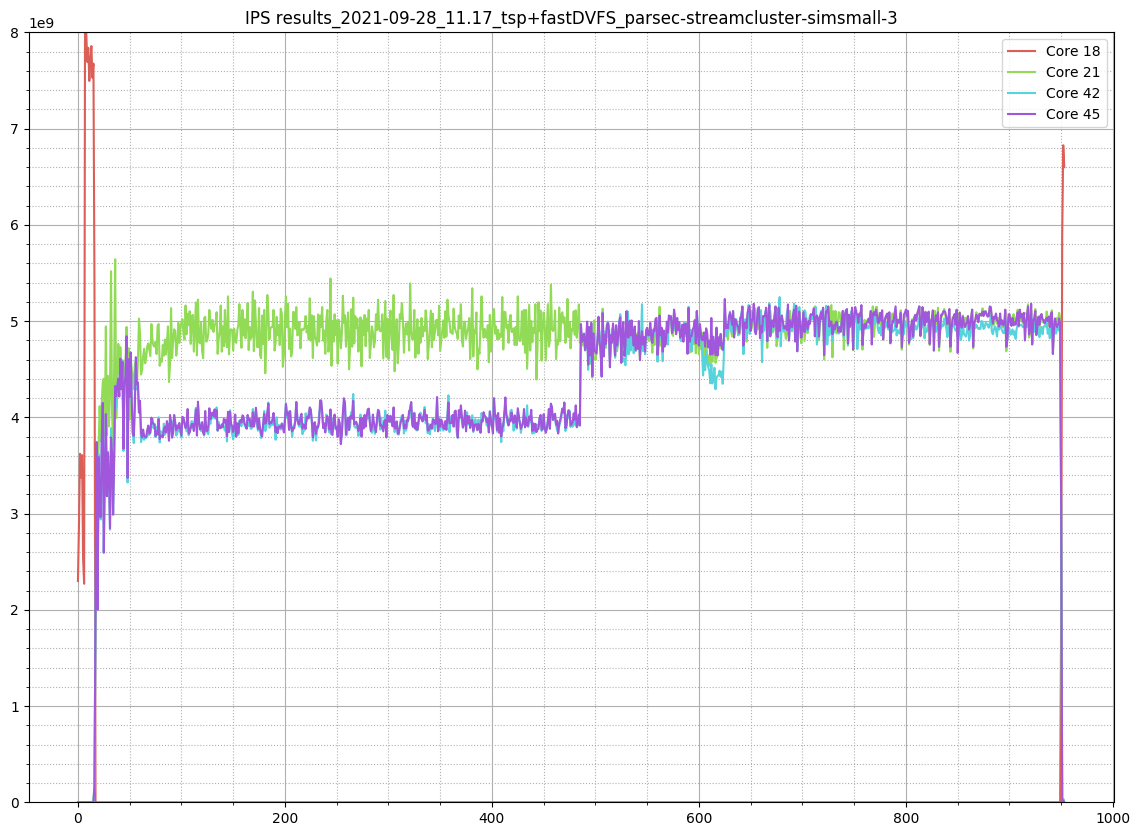 IPS results_2021-09-28_11.17_tsp+fastDVFS_parsec-streamcluster-simsmall-3
1e9
8
7
6
5
4
3
2
1
0
0 200 400 600 800 1000
Core 18
Core 21
Core 42
Core 45